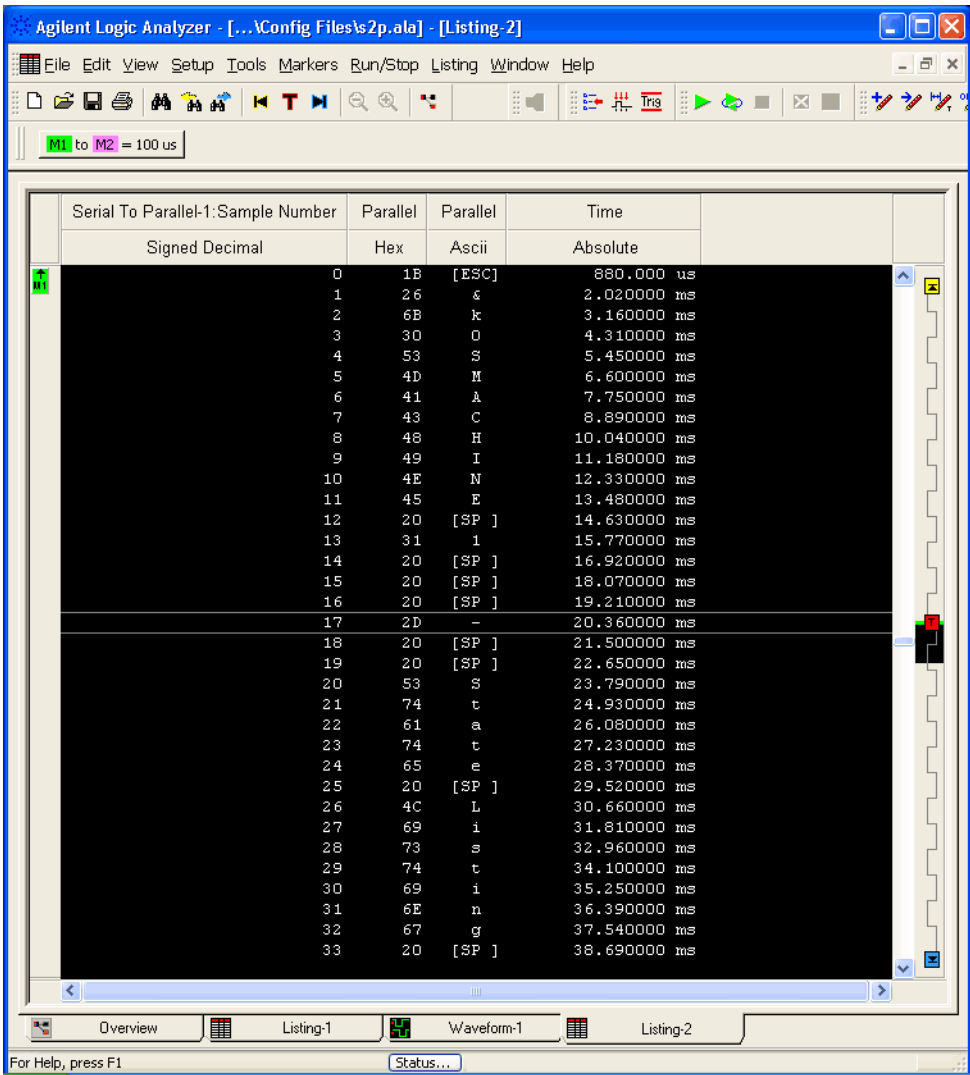 Agilent Logic Analyzer - [...\Config Files\s2p.ala] - [Listing-2]
File Edit View Setup Tools Markers Run/Stop Listing Window Help
T Trig
M1 to M2 = 100 us
Serial To Parallel-1:Sample Number Parallel Parallel Time
Signed Decimal Hex Ascii Absolute
M1
0 1B [ESC] 880.000 us
1 26 & 2.020000 ms
2 6B k 3.160000 ms
3 30 0 4.310000 ms
4 53 S 5.450000 ms
5 4D M 6.600000 ms
6 41 A 7.750000 ms
7 43 C 8.890000 ms
8 48 H 10.040000 ms
9 49 I 11.180000 ms
10 4E N 12.330000 ms
11 45 E 13.480000 ms
12 20 [SP ] 14.630000 ms
13 31 1 15.770000 ms
14 20 [SP ] 16.920000 ms
15 20 [SP ] 18.070000 ms
16 20 [SP ] 19.210000 ms
17 2D - 20.360000 ms
T
18 20 [SP ] 21.500000 ms
19 20 [SP ] 22.650000 ms
20 53 S 23.790000 ms
21 74 t 24.930000 ms
22 61 a 26.080000 ms
23 74 t 27.230000 ms
24 65 e 28.370000 ms
25 20 [SP ] 29.520000 ms
26 4C L 30.660000 ms
27 69 i 31.810000 ms
28 73 s 32.960000 ms
29 74 t 34.100000 ms
30 69 i 35.250000 ms
31 6E n 36.390000 ms
32 67 g 37.540000 ms
33 20 [SP ] 38.690000 ms
Overview Listing-1 Waveform-1 Listing-2
For Help, press F1 Status...